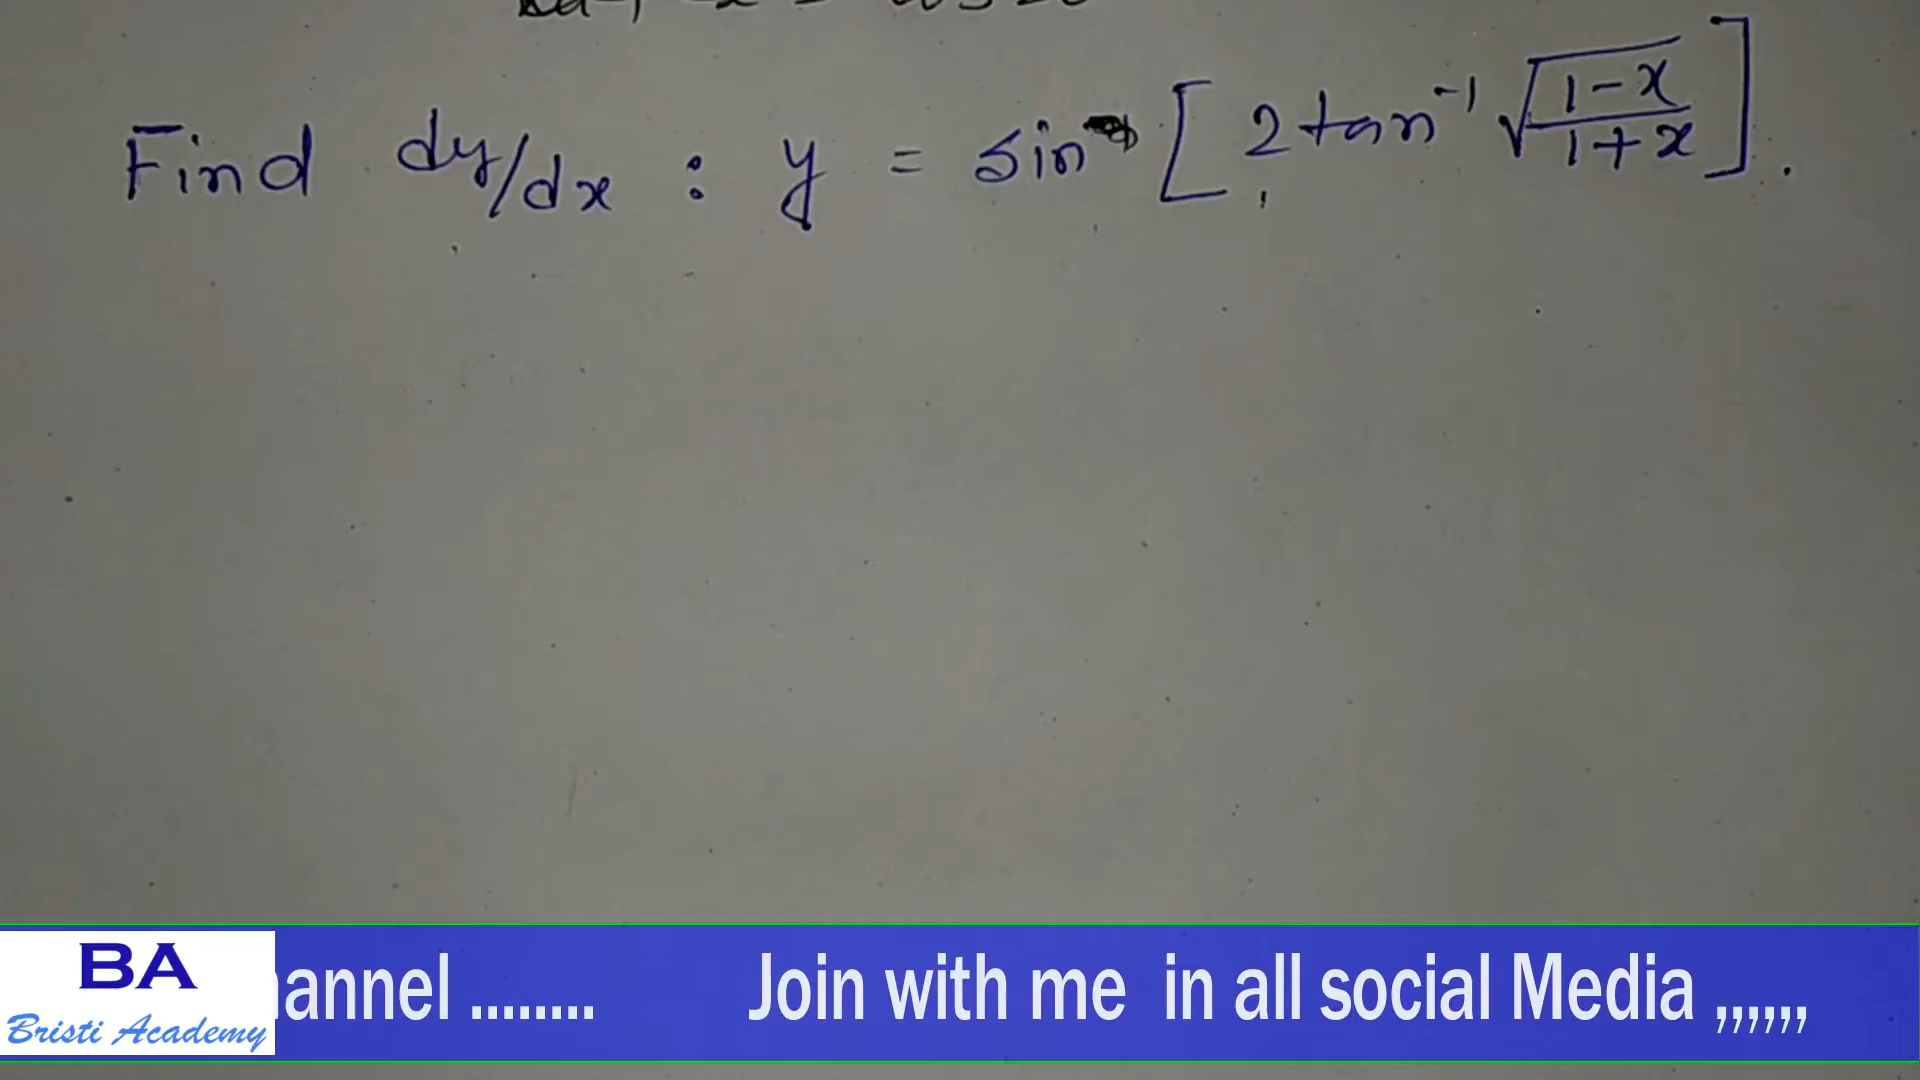 Find dy/dx : y = sin [ 2 tan⁻¹ √(1-x / 1+x) ] .
BA
Bristi Academy
hannel ........ Join with me in all social Media ,,,,,,